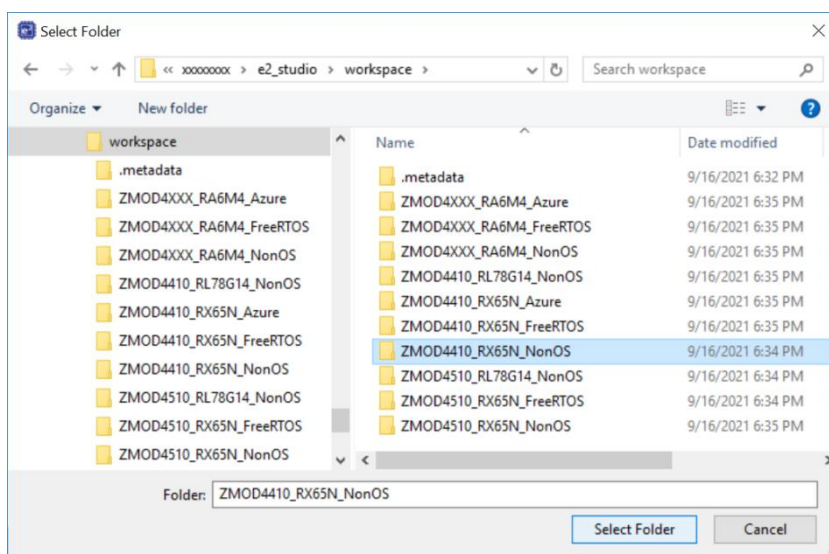 Select Folder
« xxxxxxxx > e2_studio > workspace >
Search workspace
Organize
New folder
?
workspace
.metadata
ZMOD4XXX_RA6M4_Azure
ZMOD4XXX_RA6M4_FreeRTOS
ZMOD4XXX_RA6M4_NonOS
ZMOD4410_RL78G14_NonOS
ZMOD4410_RX65N_Azure
ZMOD4410_RX65N_FreeRTOS
ZMOD4410_RX65N_NonOS
ZMOD4510_RL78G14_NonOS
ZMOD4510_RX65N_FreeRTOS
ZMOD4510_RX65N_NonOS
Name Date modified
.metadata 9/16/2021 6:32 PM
ZMOD4XXX_RA6M4_Azure 9/16/2021 6:35 PM
ZMOD4XXX_RA6M4_FreeRTOS 9/16/2021 6:35 PM
ZMOD4XXX_RA6M4_NonOS 9/16/2021 6:35 PM
ZMOD4410_RL78G14_NonOS 9/16/2021 6:35 PM
ZMOD4410_RX65N_Azure 9/16/2021 6:35 PM
ZMOD4410_RX65N_FreeRTOS 9/16/2021 6:35 PM
ZMOD4410_RX65N_NonOS 9/16/2021 6:34 PM
ZMOD4510_RL78G14_NonOS 9/16/2021 6:34 PM
ZMOD4510_RX65N_FreeRTOS 9/16/2021 6:34 PM
ZMOD4510_RX65N_NonOS 9/16/2021 6:35 PM
Folder: ZMOD4410_RX65N_NonOS
Select Folder
Cancel